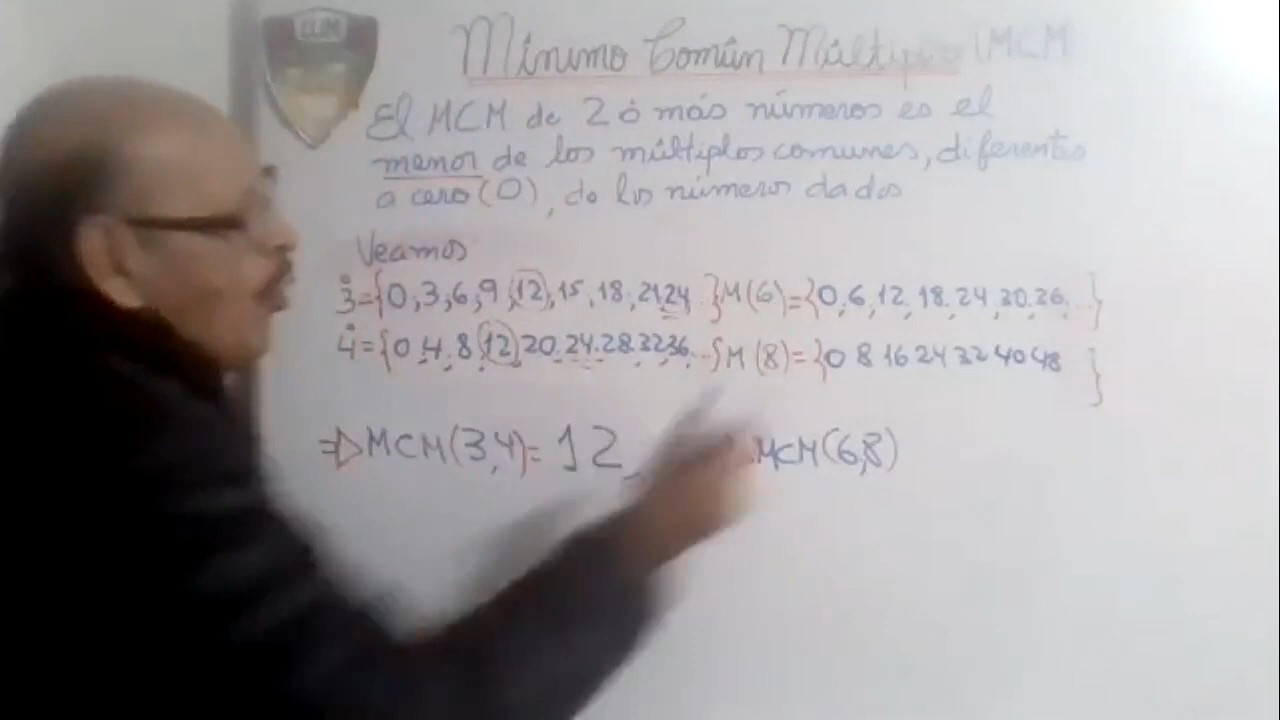 Mínimo Común Múltiplo (MCM
El MCM de 2 ó más números es el
menor de los múltiplos comunes, diferentes
a cero (0), de los números dados
Veamos
3̊={0,3,6,9,12,15,18,21,24..} M(6)={0,6,12,18,24,30,36,..}
4̊={0,4,8,12,20,24,28,32,36,..} M(8)={0 8 16 24 32 40 48 }
⇒ MCM(3,4)= 12 MCM(6,8)